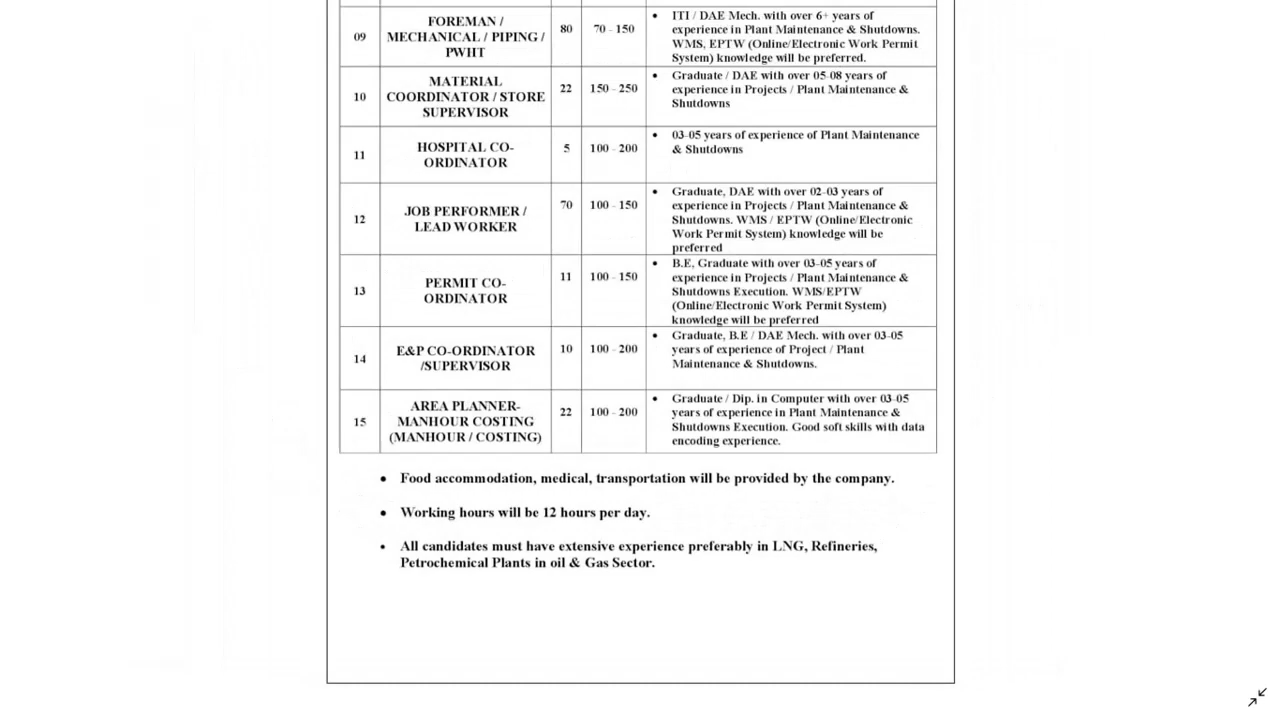 09
FOREMAN /
MECHANICAL / PIPING /
PWHT
80
70 - 150
• ITI / DAE Mech. with over 6+ years of
experience in Plant Maintenance & Shutdowns.
WMS, EPTW (Online/Electronic Work Permit
System) knowledge will be preferred.
10
MATERIAL
COORDINATOR / STORE
SUPERVISOR
22
150 - 250
• Graduate / DAE with over 05-08 years of
experience in Projects / Plant Maintenance &
Shutdowns
11
HOSPITAL CO-
ORDINATOR
5
100 - 200
• 03-05 years of experience of Plant Maintenance
& Shutdowns
12
JOB PERFORMER /
LEAD WORKER
70
100 - 150
• Graduate, DAE with over 02-03 years of
experience in Projects / Plant Maintenance &
Shutdowns. WMS / EPTW (Online/Electronic
Work Permit System) knowledge will be
preferred
13
PERMIT CO-
ORDINATOR
11
100 - 150
• B.E, Graduate with over 03-05 years of
experience in Projects / Plant Maintenance &
Shutdowns Execution. WMS/EPTW
(Online/Electronic Work Permit System)
knowledge will be preferred
14
E&P CO-ORDINATOR
/SUPERVISOR
10
100 - 200
• Graduate, B.E / DAE Mech. with over 03-05
years of experience of Project / Plant
Maintenance & Shutdowns.
15
AREA PLANNER-
MANHOUR COSTING
(MANHOUR / COSTING)
22
100 - 200
• Graduate / Dip. in Computer with over 03-05
years of experience in Plant Maintenance &
Shutdowns Execution. Good soft skills with data
encoding experience.
• Food accommodation, medical, transportation will be provided by the company.
• Working hours will be 12 hours per day.
• All candidates must have extensive experience preferably in LNG, Refineries,
Petrochemical Plants in oil & Gas Sector.